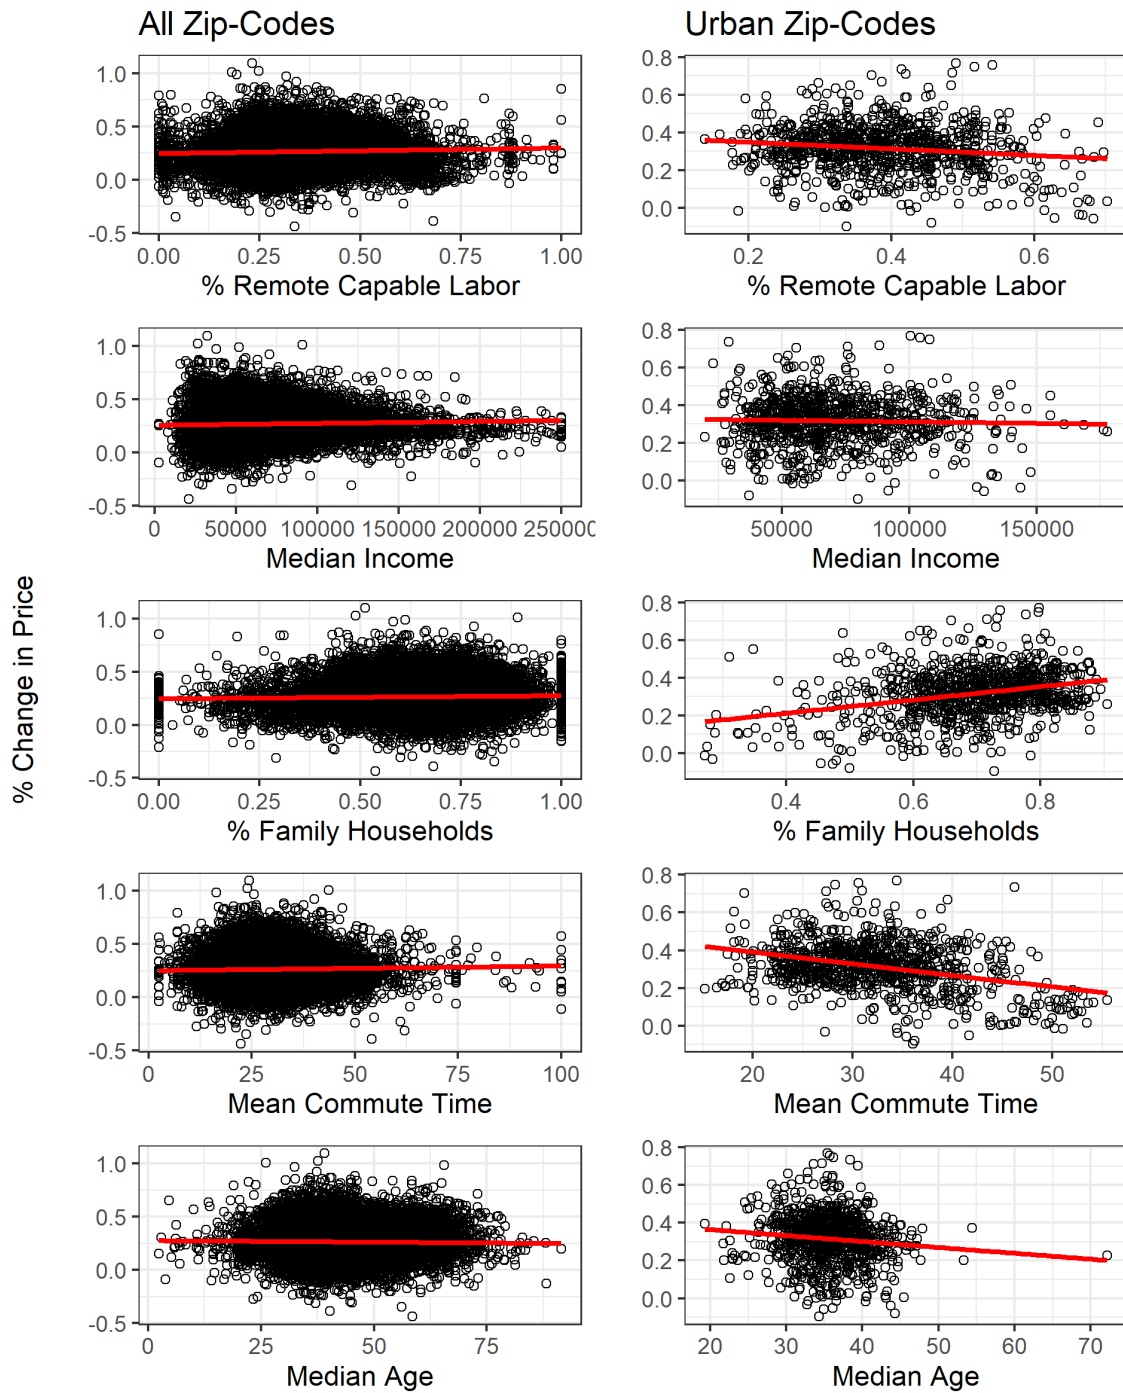 All Zip-Codes
Urban Zip-Codes
% Change in Price
1.0
0.5
0.0
-0.5
0.00 0.25 0.50 0.75 1.00
% Remote Capable Labor
0.8
0.6
0.4
0.2
0.0
0.2 0.4 0.6
% Remote Capable Labor
1.0
0.5
0.0
-0.5
0 50000 100000 150000 200000 250000
Median Income
0.8
0.6
0.4
0.2
0.0
50000 100000 150000
Median Income
1.0
0.5
0.0
-0.5
0.00 0.25 0.50 0.75 1.00
% Family Households
0.8
0.6
0.4
0.2
0.0
0.4 0.6 0.8
% Family Households
1.0
0.5
0.0
-0.5
0 25 50 75 100
Mean Commute Time
0.8
0.6
0.4
0.2
0.0
20 30 40 50
Mean Commute Time
1.0
0.5
0.0
-0.5
0 25 50 75
Median Age
0.8
0.6
0.4
0.2
0.0
20 30 40 50 60 70
Median Age